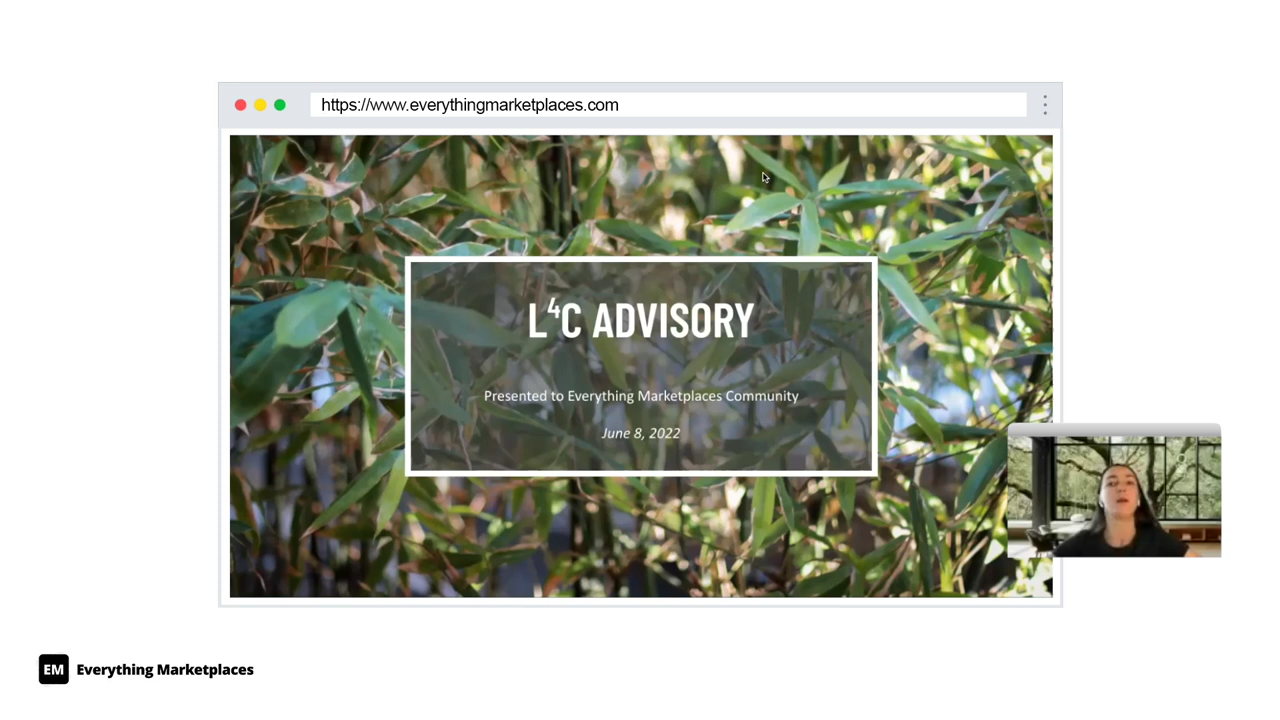 https://www.everythingmarketplaces.com
L⁴C ADVISORY
Presented to Everything Marketplaces Community
June 8, 2022
EM Everything Marketplaces